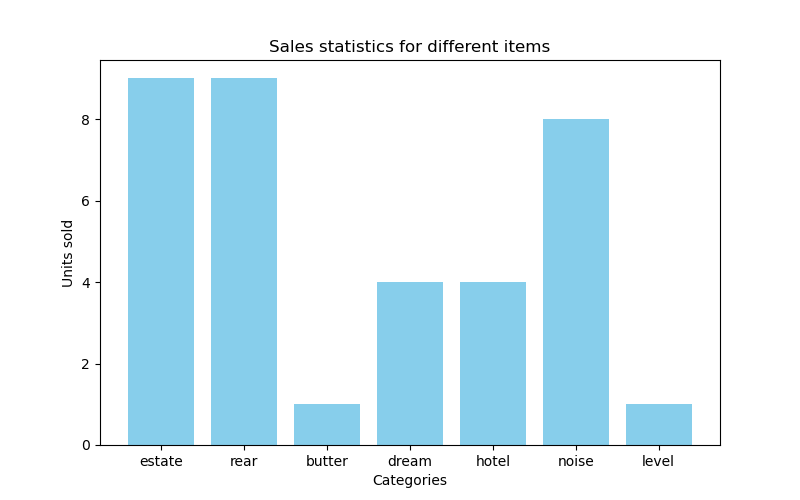 Sales statistics for different items
Units sold
8
6
4
2
0
estate rear butter dream hotel noise level
Categories